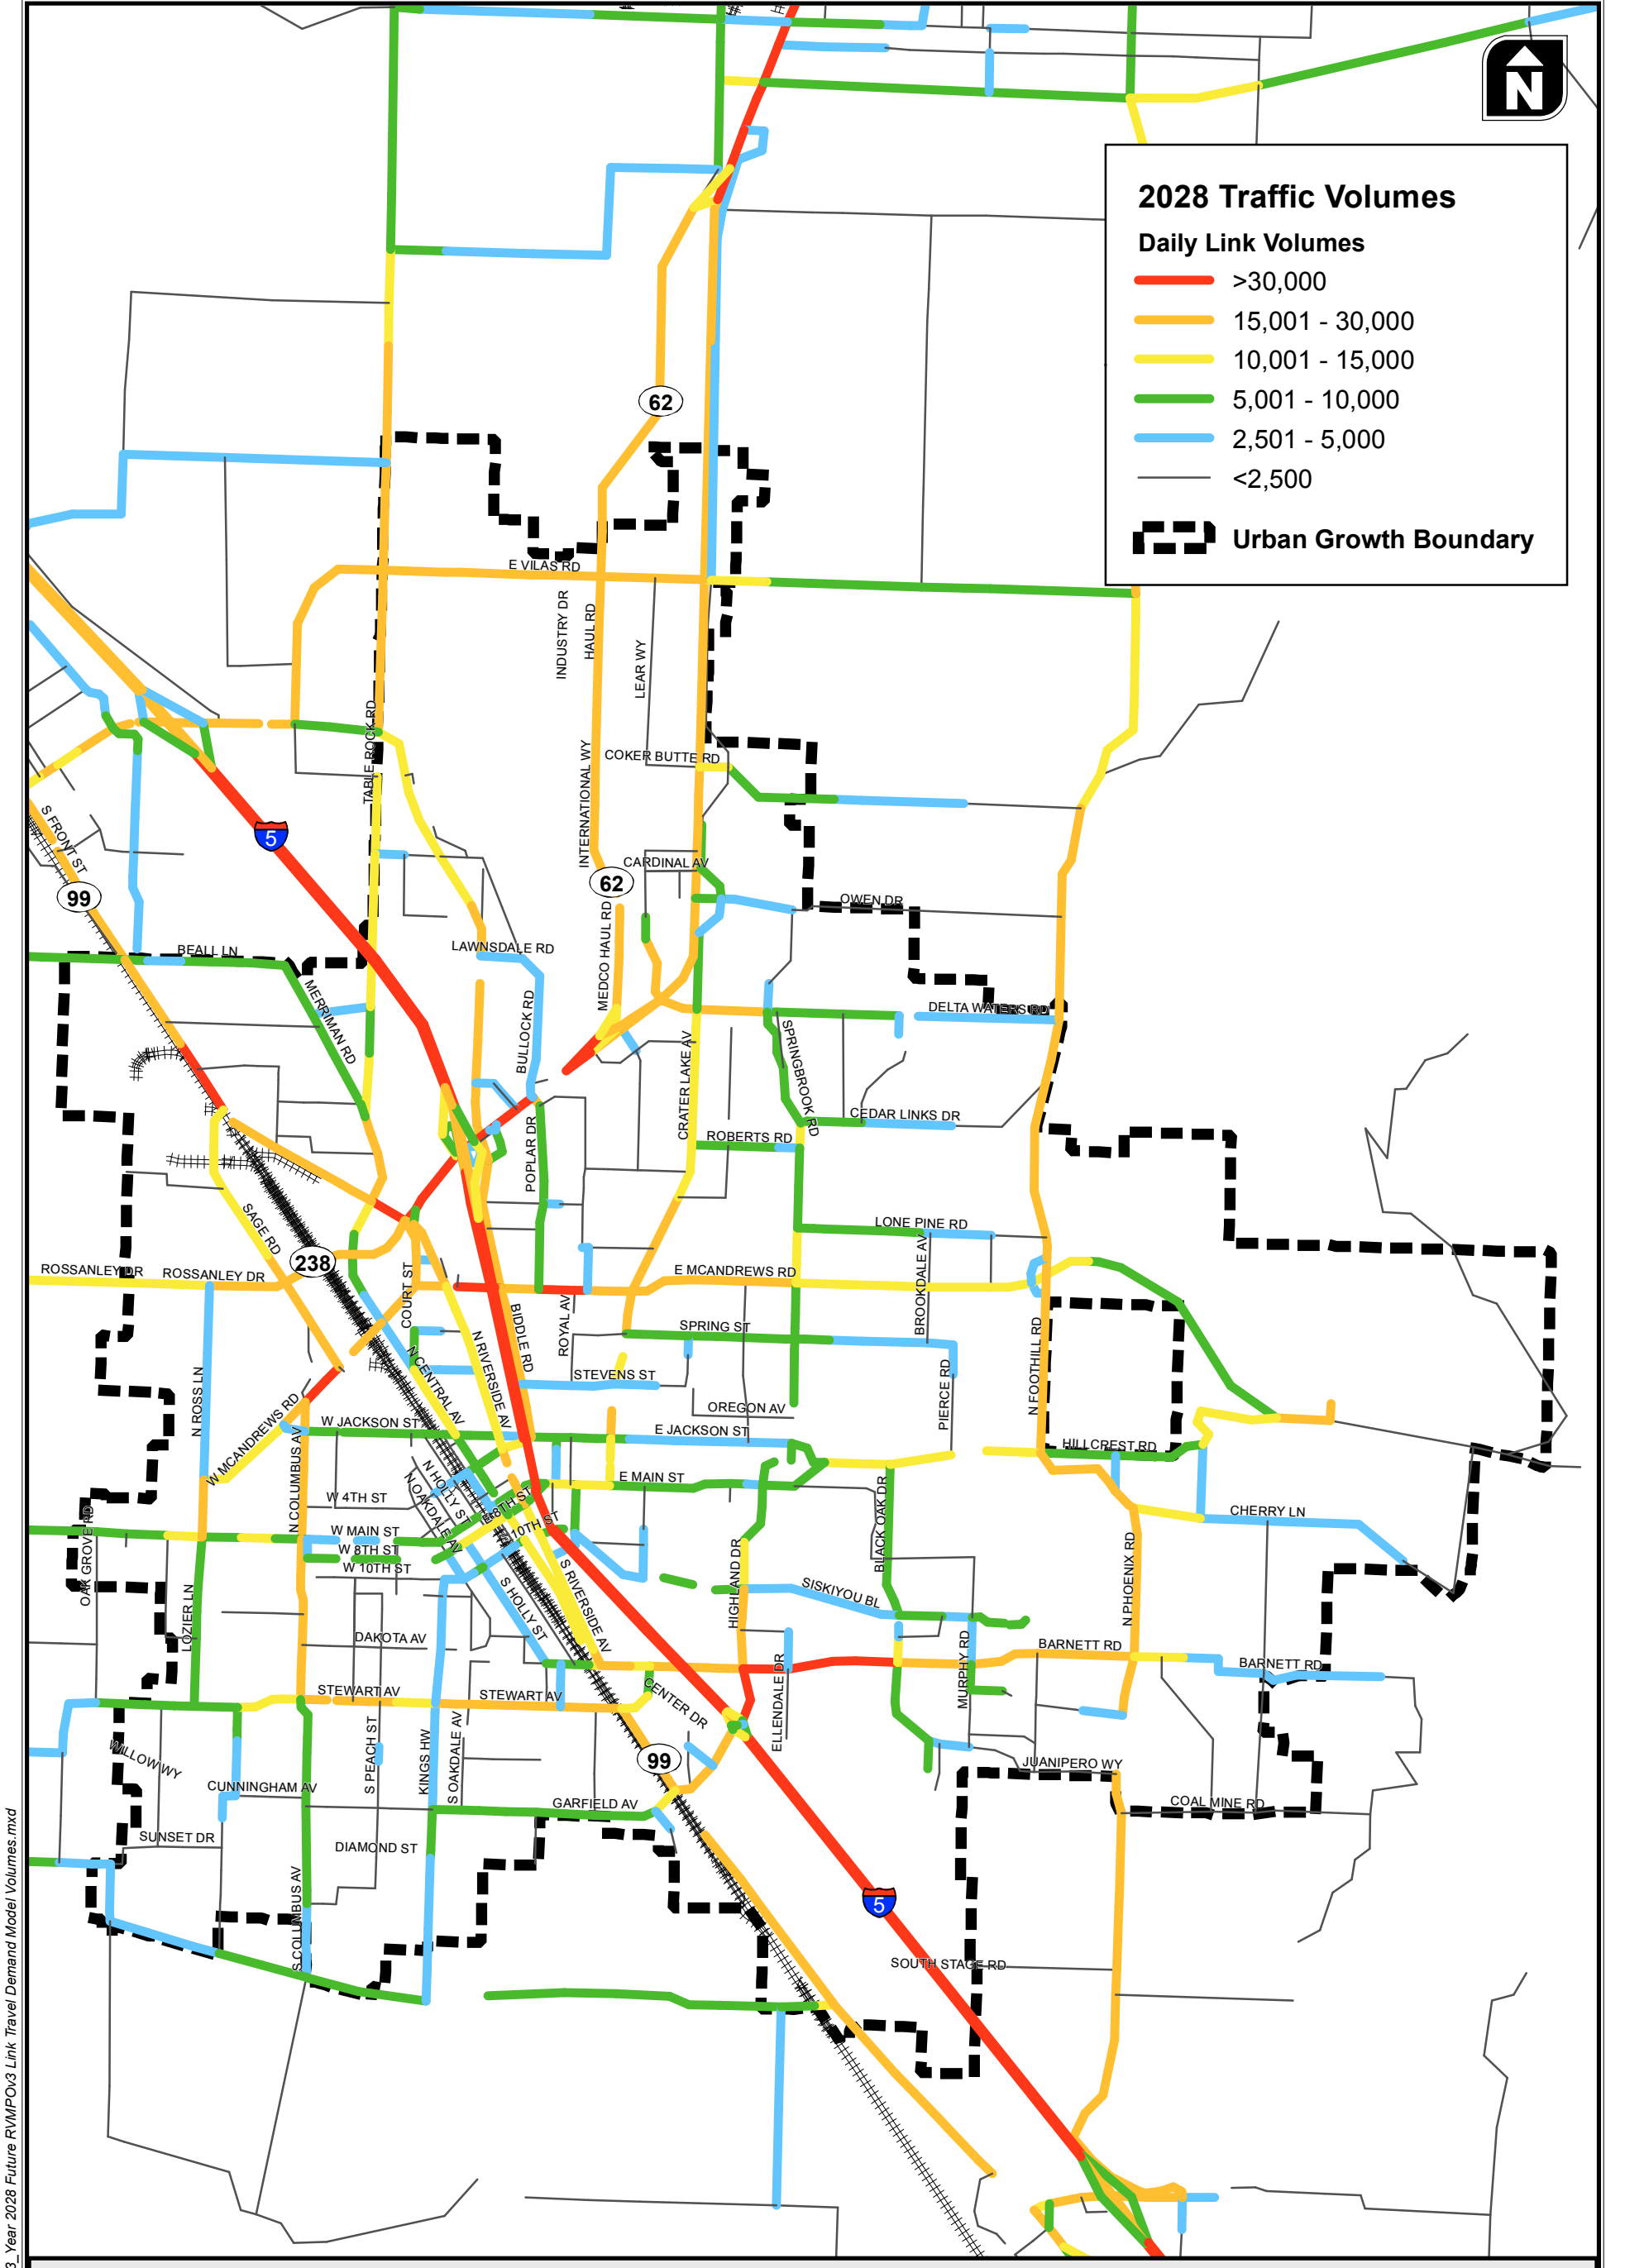 N
2028 Traffic Volumes
Daily Link Volumes
>30,000
15,001 - 30,000
10,001 - 15,000
5,001 - 10,000
2,501 - 5,000
<2,500
Urban Growth Boundary
62
E VILAS RD
INDUSTRY DR
HAUL RD
LEAR WY
TABLE ROCK RD
COKER BUTTE RD
INTERNATIONAL WY
S FRONT ST
5
CARDINAL AV
62
99
OWEN DR
BEALL LN
LAWNSDALE RD
MEDCO HAUL RD
MERRIMAN RD
DELTA WATERS RD
BULLOCK RD
CRATER LAKE AV
SPRINGBROOK RD
CEDAR LINKS DR
ROBERTS RD
POPLAR DR
SAGE RD
LONE PINE RD
238
ROSSANLEY DR
ROSSANLEY DR
E MCANDREWS RD
COURT ST
BROOKDALE AV
BIDDLE RD
ROYAL AV
SPRING ST
N RIVERSIDE AV
N CENTRAL AV
STEVENS ST
N FOOTHILL RD
PIERCE RD
N ROSS LN
W MCANDREWS RD
OREGON AV
W JACKSON ST
E JACKSON ST
HILLCREST RD
N COLUMBUS AV
N HOLLY ST
N OAKDALE AV
E MAIN ST
W 4TH ST
E 8TH ST
CHERRY LN
OAK GROVE RD
W MAIN ST
10TH ST
BLACK OAK DR
W 8TH ST
W 10TH ST
N PHOENIX RD
HIGHLAND DR
S HOLLY ST
S RIVERSIDE AV
SISKIYOU BL
LOZIER LN
DAKOTA AV
MURPHY RD
BARNETT RD
BARNETT RD
ELLENDALE DR
STEWART AV
STEWART AV
CENTER DR
WILLOW WY
S PEACH ST
KINGS HW
S OAKDALE AV
99
JUANIPERO WY
CUNNINGHAM AV
GARFIELD AV
COAL MINE RD
SUNSET DR
DIAMOND ST
S COLUMBUS AV
5
SOUTH STAGE RD
3_Year 2028 Future RVMPOv3 Link Travel Demand Model Volumes.mxd